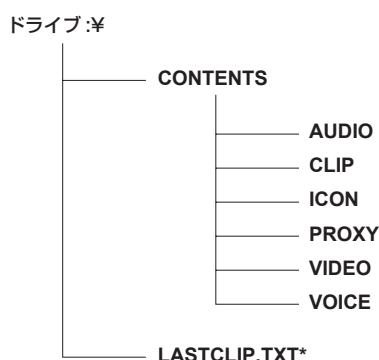 ドライブ:¥
CONTENTS
AUDIO
CLIP
ICON
PROXY
VIDEO
VOICE
LASTCLIP.TXT*